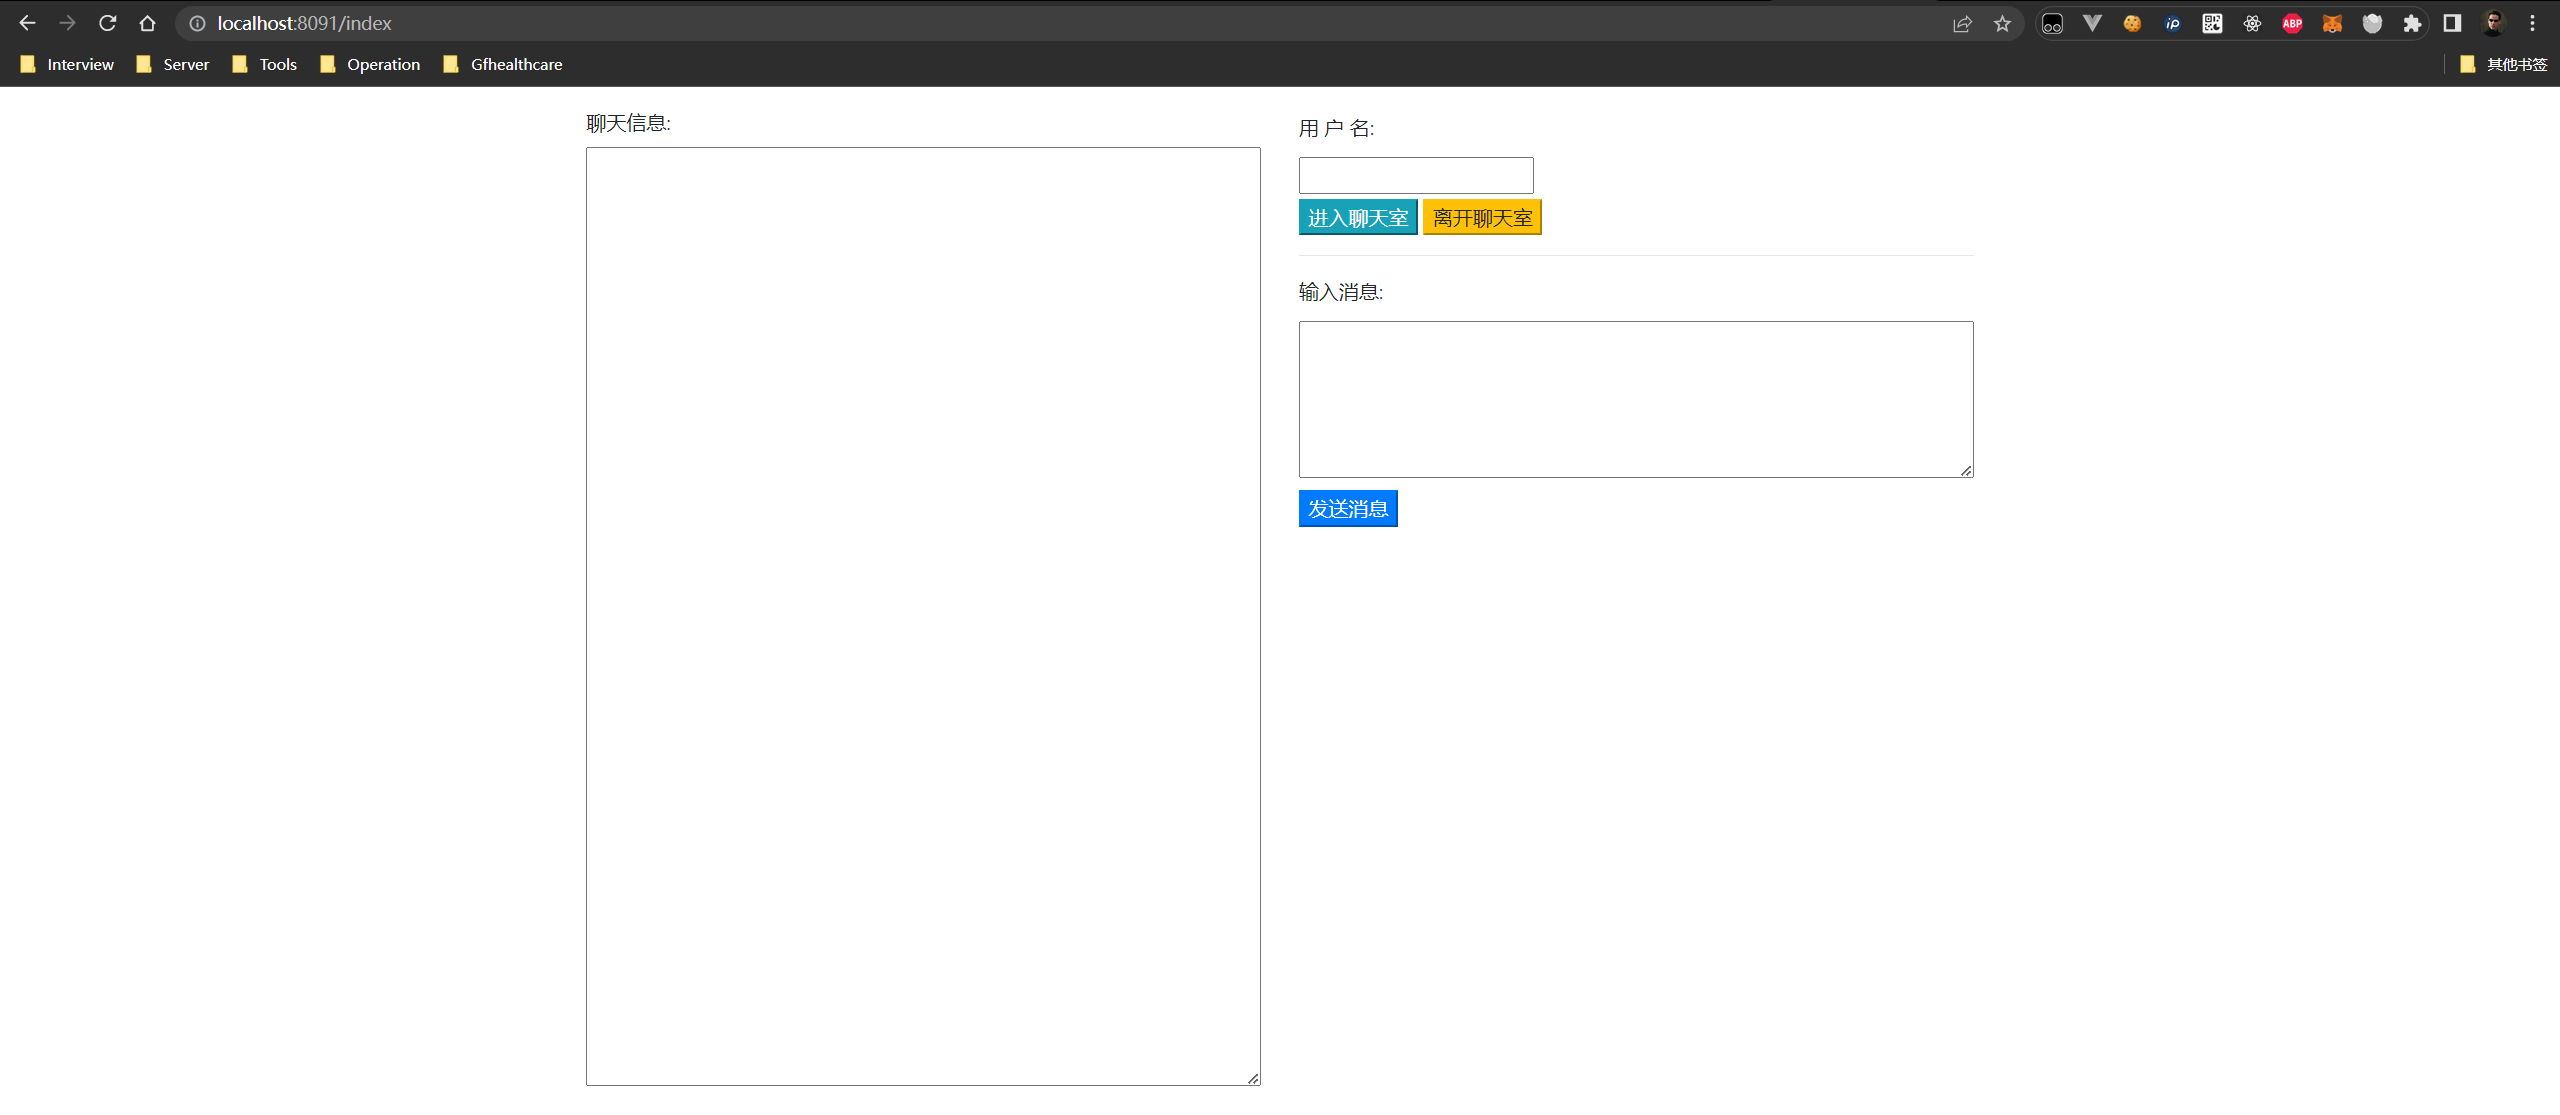 localhost:8091/index
ABP
Interview Server Tools Operation Gfhealthcare 其他书签
聊天信息:
用 户 名:
进入聊天室 离开聊天室
输入消息:
发送消息